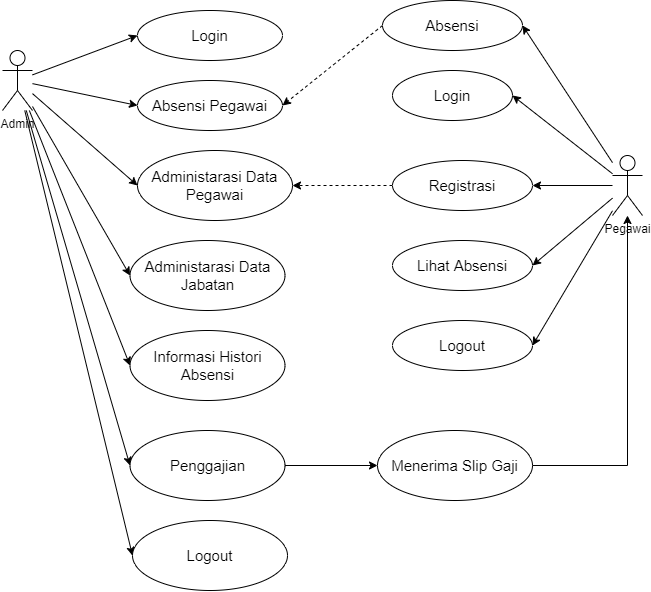 Login
Absensi
Absensi Pegawai
Login
Admin
Administarasi Data
Pegawai
Registrasi
Pegawai
Administarasi Data
Jabatan
Lihat Absensi
Informasi Histori
Absensi
Logout
Penggajian
Menerima Slip Gaji
Logout